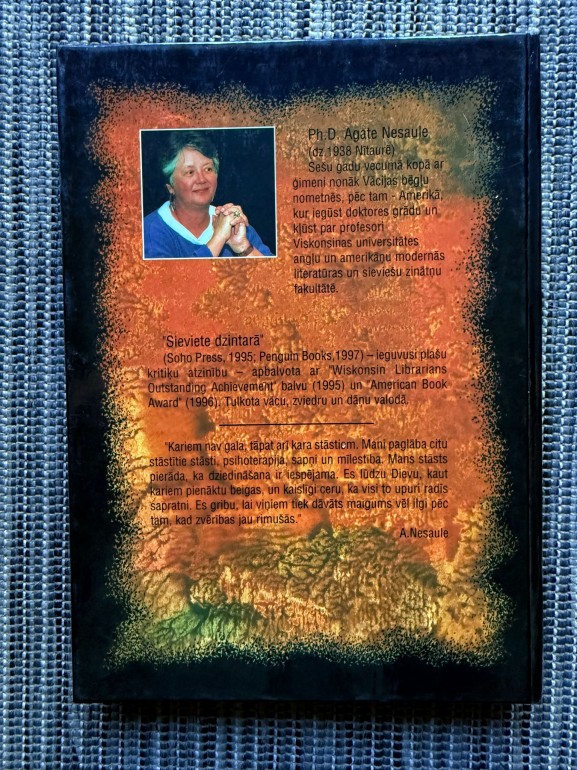 Ph.D. Agate Nesaule
(dz.1938 Nītaurē)
Sešu gadu vecumā kopā ar
ģimeni nonāk Vācijas bēgļu
nometnēs, pēc tam - Amerikā,
kur iegūst doktores grādu un
kļūst par profesori
Viskonsinas universitātes
angļu un amerikāņu modernās
literatūras un sieviešu zinātņu
fakultātē.
"Sieviete dzintarā"
(Soho Press, 1995; Penguin Books,1997) – ieguvusi plašu
kritiķu atzinību – apbalvota ar "Wisconsin Librarians
Outstanding Achievement" balvu (1995) un "American Book
Award" (1996). Tulkota vācu, zviedru un dāņu valodā.
"Kariem nav gala, tāpat arī kara stāstiem. Mani paglāba citu
stāstītie stāsti, psihoterapija, sapņi un mīlestība. Mans stāsts
pierāda, ka dziedināšana ir iespējama. Es lūdzu Dievu, kaut
kariem pienāktu beigas, un kaislīgi ceru, ka visi to upuri radīs
sapratni. Es gribu, lai viņiem tiek dāvāts maigums vēl ilgi pēc
tam, kad zvērības jau rimušās."
A.Nesaule